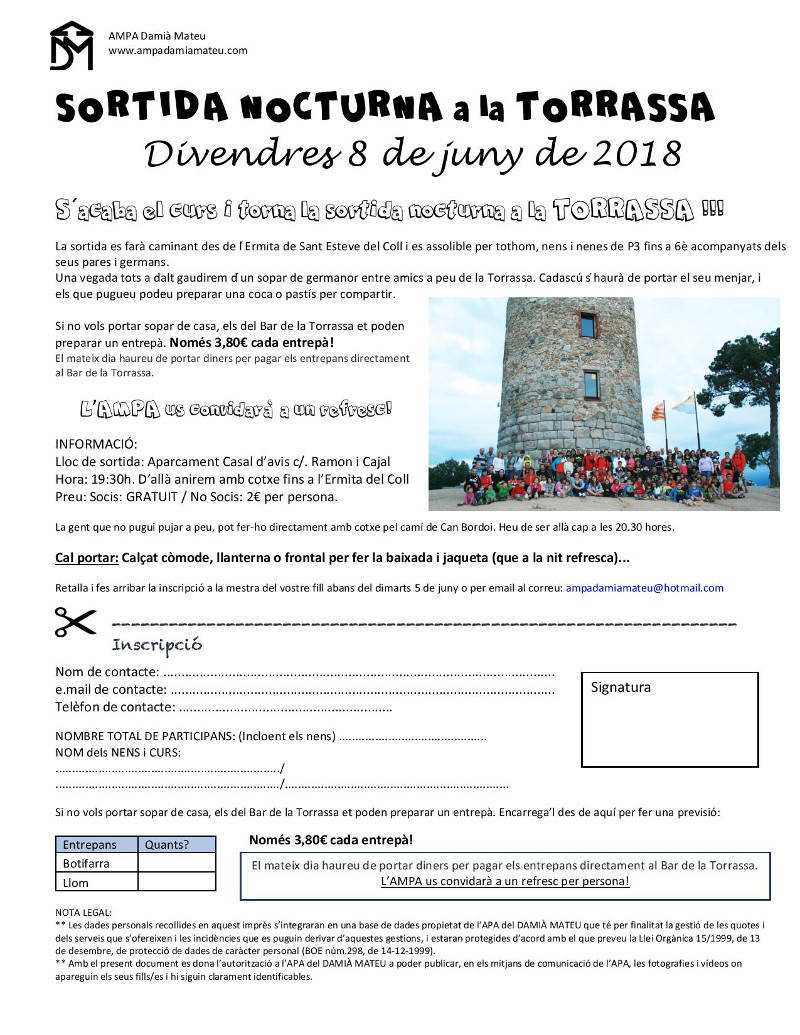 AMPA Damià Mateu
www.ampadamiamateu.com
SORTIDA NOCTURNA a la TORRASSA
Divendres 8 de juny de 2018
S´acaba el curs i torna la sortida nocturna a la TORRASSA !!!
La sortida es farà caminant des de l´Ermita de Sant Esteve del Coll i es assolible per tothom, nens i nenes de P3 fins a 6è acompanyats dels
seus pares i germans.
Una vegada tots a dalt gaudirem d´un sopar de germanor entre amics a peu de la Torrassa. Cadascú s´haurà de portar el seu menjar, i
els que pugueu podeu preparar una coca o pastís per compartir.
Si no vols portar sopar de casa, els del Bar de la Torrassa et poden
preparar un entrepà. Només 3,80€ cada entrepà!
El mateix dia haureu de portar diners per pagar els entrepans directament
al Bar de la Torrassa.
L'AMPA us convidarà a un refresc!
INFORMACIÓ:
Lloc de sortida: Aparcament Casal d'avis c/. Ramon i Cajal
Hora: 19:30h. D'allà anirem amb cotxe fins a l'Ermita del Coll
Preu: Socis: GRATUIT / No Socis: 2€ per persona.
La gent que no pugui pujar a peu, pot fer-ho directament amb cotxe pel camí de Can Bordoi. Heu de ser allà cap a les 20.30 hores.
Cal portar: Calçat còmode, llanterna o frontal per fer la baixada i jaqueta (que a la nit refresca)...
Retalla i fes arribar la inscripció a la mestra del vostre fill abans del dimarts 5 de juny o per email al correu: ampadamiamateu@hotmail.com
Inscripció
Nom de contacte: ...............................................................................................
e.mail de contacte: ...............................................................................................
Telèfon de contacte: .........................................................
Signatura
NOMBRE TOTAL DE PARTICIPANS: (Incloent els nens) ............................................
NOM dels NENS i CURS:
..................................................................../
..................................................................../....................................................................
Si no vols portar sopar de casa, els del Bar de la Torrassa et poden preparar un entrepà. Encarrega'l des de aquí per fer una previsió:
Entrepans Quants?
Botifarra
Llom
Només 3,80€ cada entrepà!
El mateix dia haureu de portar diners per pagar els entrepans directament al Bar de la Torrassa.
L'AMPA us convidarà a un refresc per persona!
NOTA LEGAL:
** Les dades personals recollides en aquest imprès s'integraran en una base de dades propietat de l'APA del DAMIÀ MATEU que té per finalitat la gestió de les quotes i
dels serveis que s'ofereixen i les incidències que es puguin derivar d'aquestes gestions, i estaran protegides d'acord amb el que preveu la Llei Orgànica 15/1999, de 13
de desembre, de protecció de dades de caràcter personal (BOE núm.298, de 14-12-1999).
** Amb el present document es dona l'autorització a l'APA del DAMIÀ MATEU a poder publicar, en els mitjans de comunicació de l'APA, les fotografies i vídeos on
apareguin els seus fills/es i hi siguin clarament identificables.